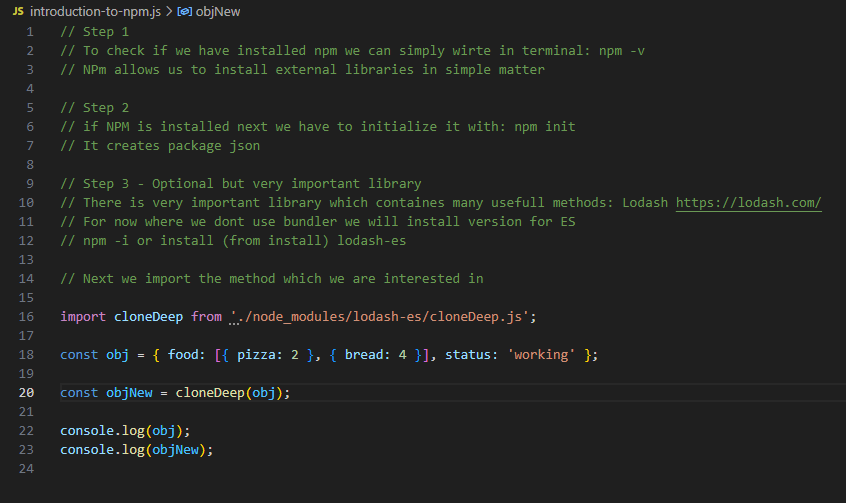 JS introduction-to-npm.js > objNew
1 // Step 1
2 // To check if we have installed npm we can simply wirte in terminal: npm -v
3 // NPm allows us to install external libraries in simple matter
4
5 // Step 2
6 // if NPM is installed next we have to initialize it with: npm init
7 // It creates package json
8
9 // Step 3 - Optional but very important library
10 // There is very important library which containes many usefull methods: Lodash https://lodash.com/
11 // For now where we dont use bundler we will install version for ES
12 // npm -i or install (from install) lodash-es
13
14 // Next we import the method which we are interested in
15
16 import cloneDeep from './node_modules/lodash-es/cloneDeep.js';
17
18 const obj = { food: [{ pizza: 2 }, { bread: 4 }], status: 'working' };
19
20 const objNew = cloneDeep(obj);
21
22 console.log(obj);
23 console.log(objNew);
24